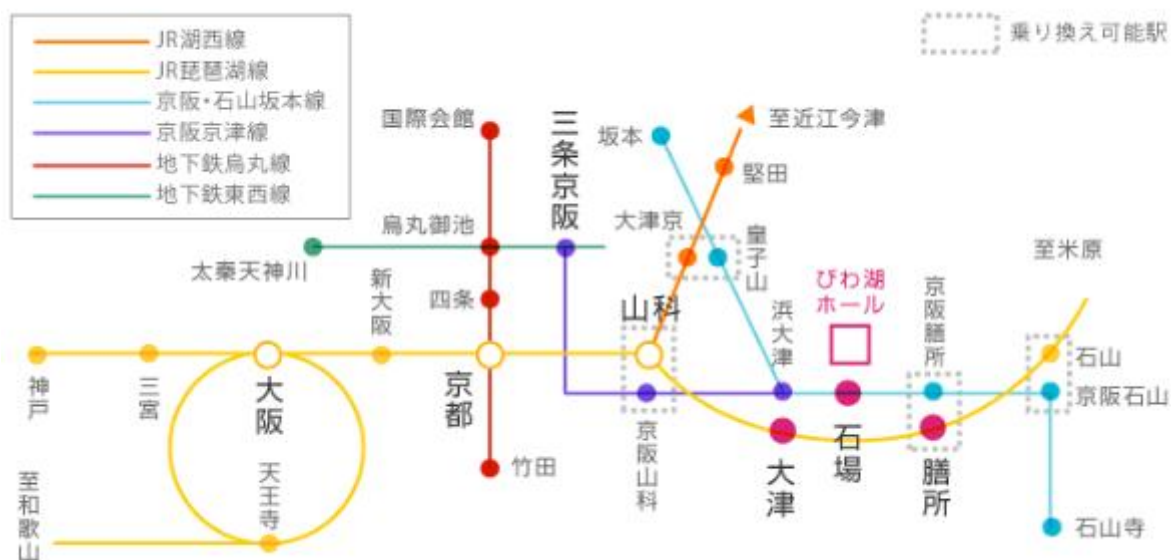 JR湖西線
JR琵琶湖線
京阪・石山坂本線
京阪京津線
地下鉄烏丸線
地下鉄東西線
乗り換え可能駅
国際会館
三条京阪
坂本
至近江今津
堅田
烏丸御池
大津京
皇子山
至米原
太秦天神川
新大阪
四条
山科
浜大津
びわ湖
ホール
京阪膳所
石山
神戸
三宮
大阪
京都
京阪石山
至和歌山
天王寺
竹田
京阪山科
大津
石場
膳所
石山寺